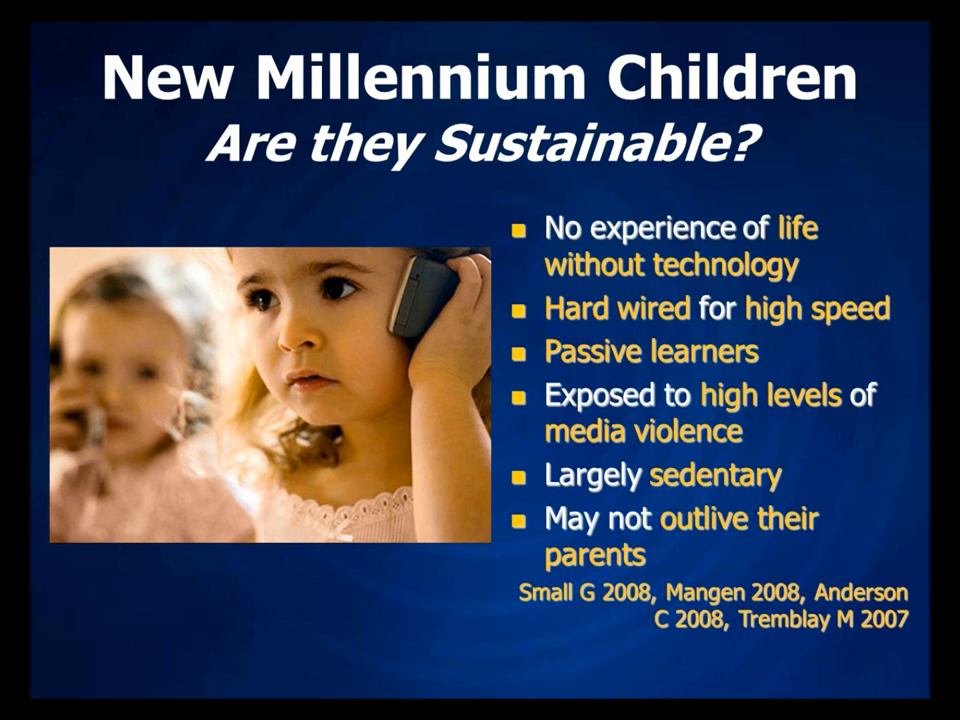 New Millennium Children
Are they Sustainable?
No experience of life
without technology
Hard wired for high speed
Passive learners
Exposed to high levels of
media violence
Largely sedentary
May not outlive their
parents
Small G 2008, Mangen 2008, Anderson
C 2008, Tremblay M 2007